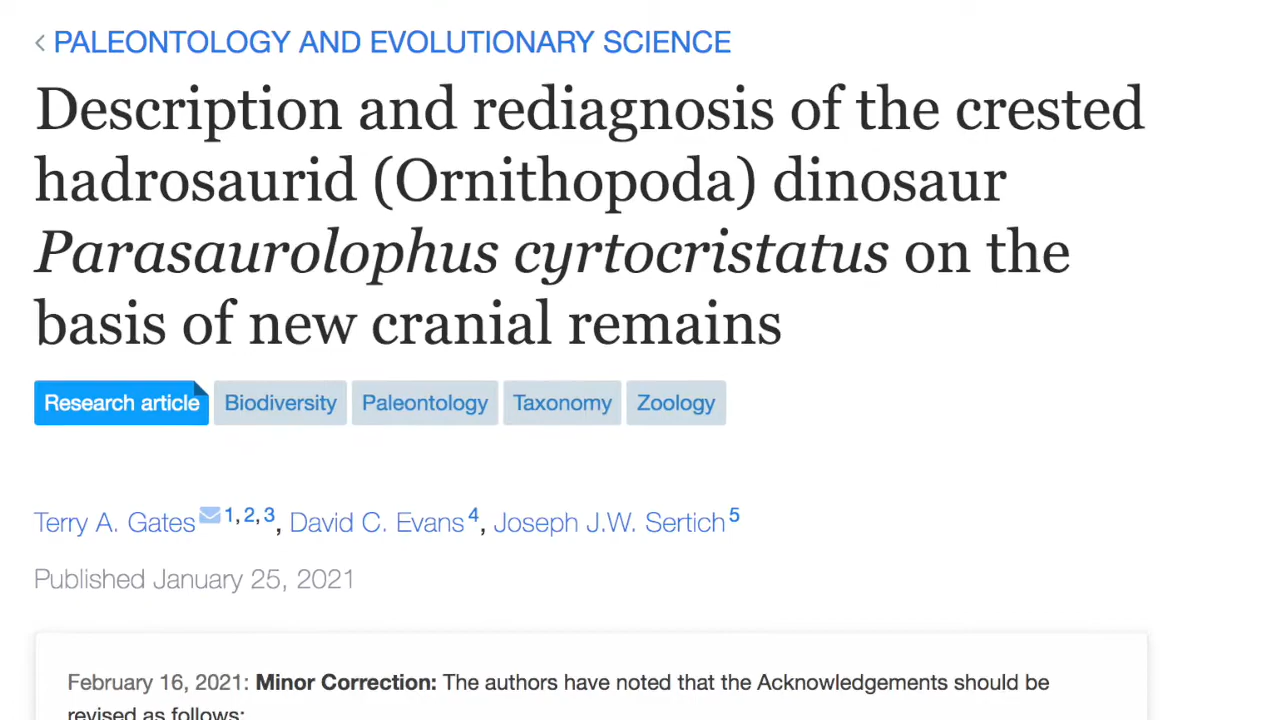 < PALEONTOLOGY AND EVOLUTIONARY SCIENCE
Description and rediagnosis of the crested
hadrosaurid (Ornithopoda) dinosaur
Parasaurolophus cyrtocristatus on the
basis of new cranial remains
Research article Biodiversity Paleontology Taxonomy Zoology
Terry A. Gates 1,2,3, David C. Evans 4, Joseph J.W. Sertich 5
Published January 25, 2021
February 16, 2021: Minor Correction: The authors have noted that the Acknowledgements should be
revised as follows: